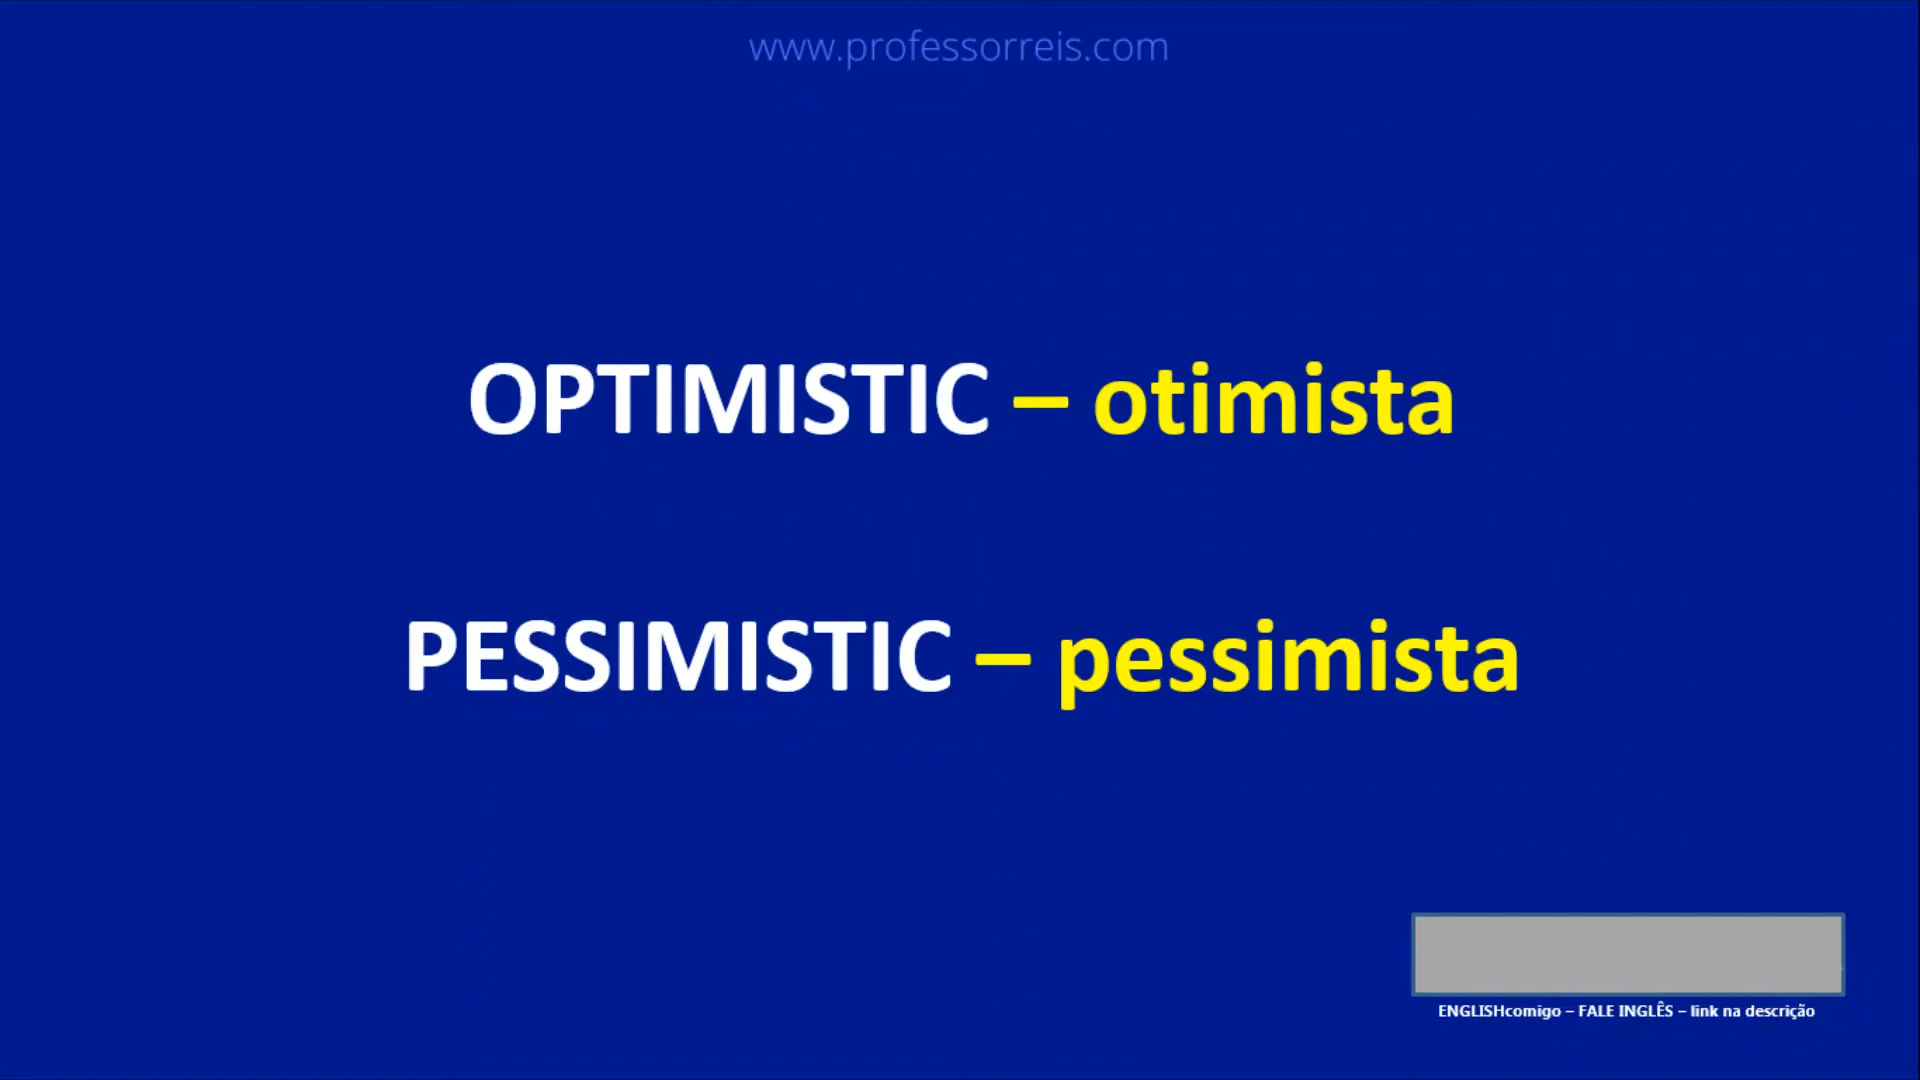 www.professorreis.com
OPTIMISTIC – otimista
PESSIMISTIC – pessimista
ENGLISHcomigo – FALE INGLÊS – link na descrição